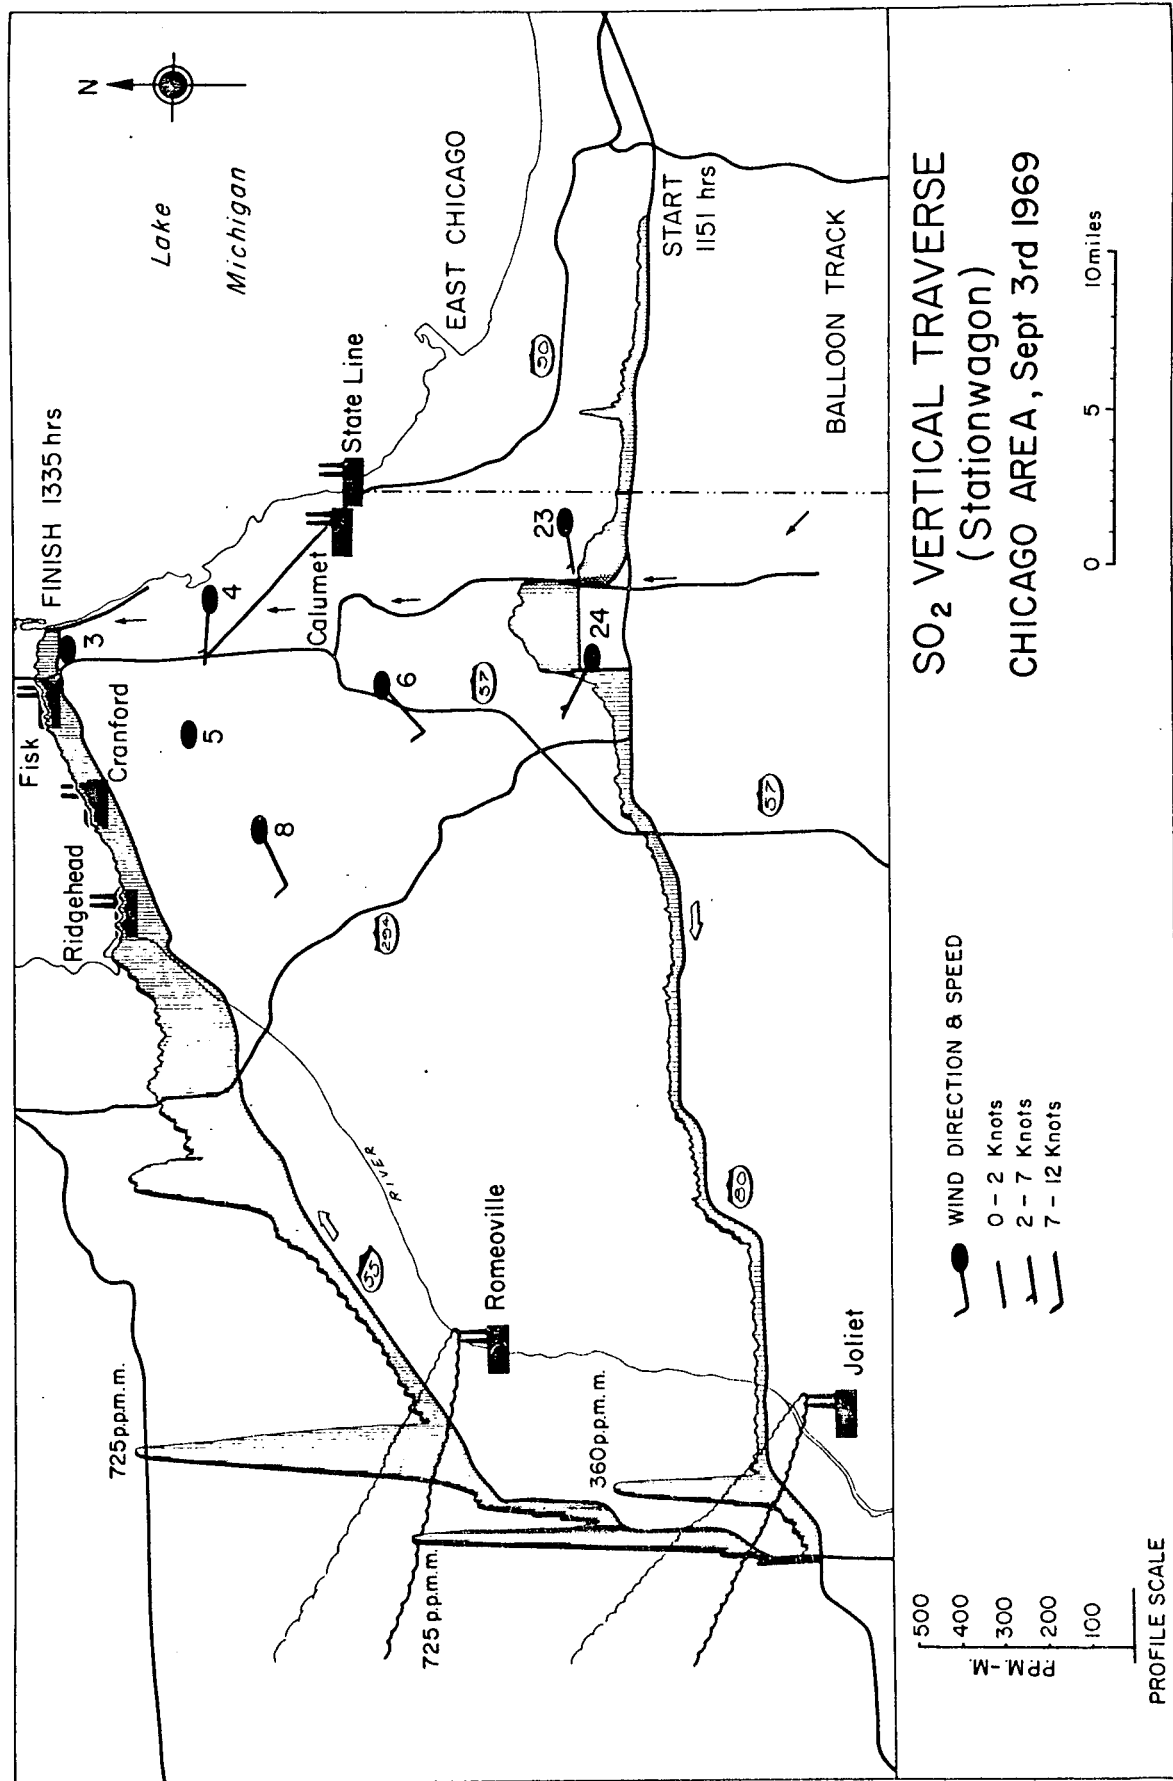 N
Lake
Michigan
FINISH 1335 hrs
Fisk
3
Cranford
4
5
Ridgehead
8
State Line
Calumet
EAST CHICAGO
6
57
90
294
23
24
START
1151 hrs
57
BALLOON TRACK
RIVER
55
Romeoville
80
Joliet
725 p.p.m.m.
725 p.p.m.m.
360 p.p.m.m.
SO2 VERTICAL TRAVERSE
(Stationwagon)
CHICAGO AREA, Sept 3rd 1969
0 5 10 miles
WIND DIRECTION & SPEED
0 - 2 Knots
2 - 7 Knots
7 - 12 Knots
500
400
300
200
100
P.P.M.-M.
PROFILE SCALE